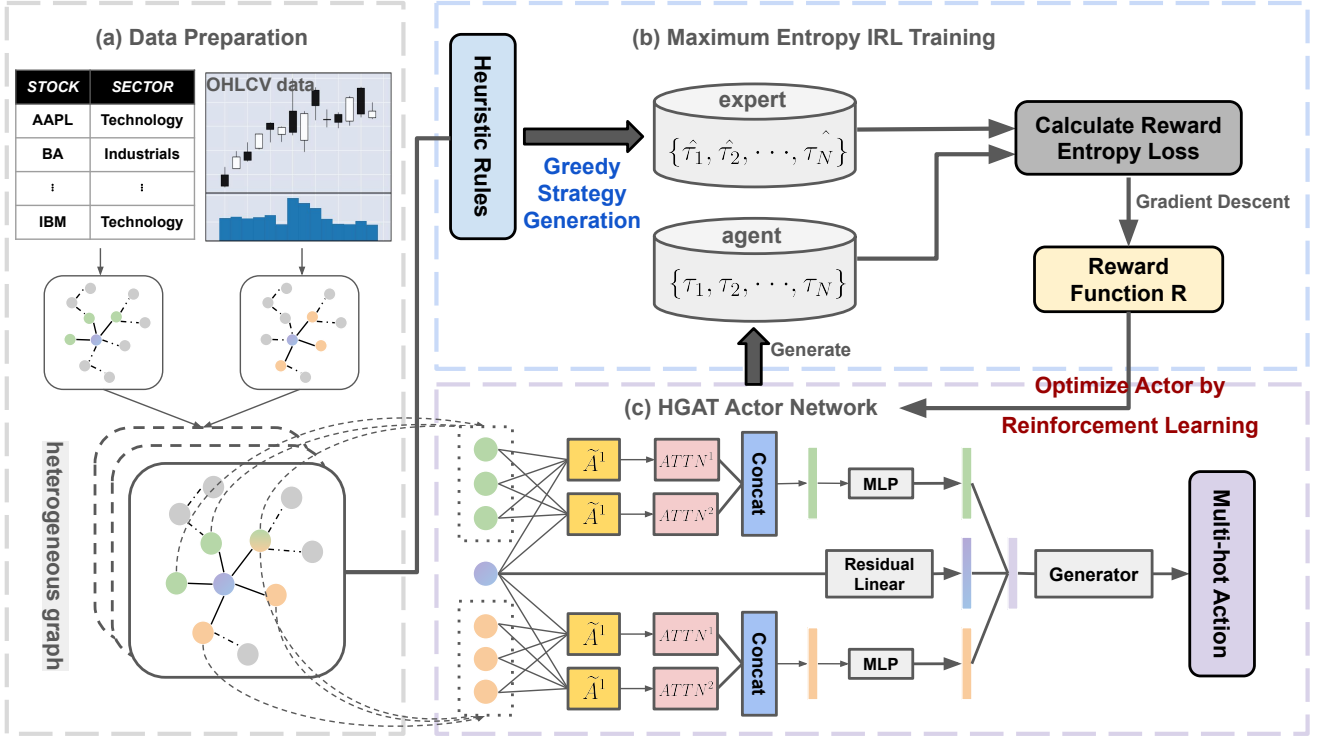 (a) Data Preparation
STOCK SECTOR
AAPL Technology
BA Industrials
⋮ ⋮
IBM Technology
OHLCV data
heterogeneous graph
(b) Maximum Entropy IRL Training
Heuristic Rules
Greedy
Strategy
Generation
expert
{τ̂₁, τ̂₂, ⋯, τ̂_N}
agent
{τ₁, τ₂, ⋯, τ_N}
Calculate Reward
Entropy Loss
Gradient Descent
Reward
Function R
Generate
Optimize Actor by
Reinforcement Learning
(c) HGAT Actor Network
Ã¹ ATTN¹
Ã¹ ATTN²
Concat
MLP
Residual
Linear
Generator
Multi-hot Action
Ã¹ ATTN¹
Ã¹ ATTN²
Concat
MLP